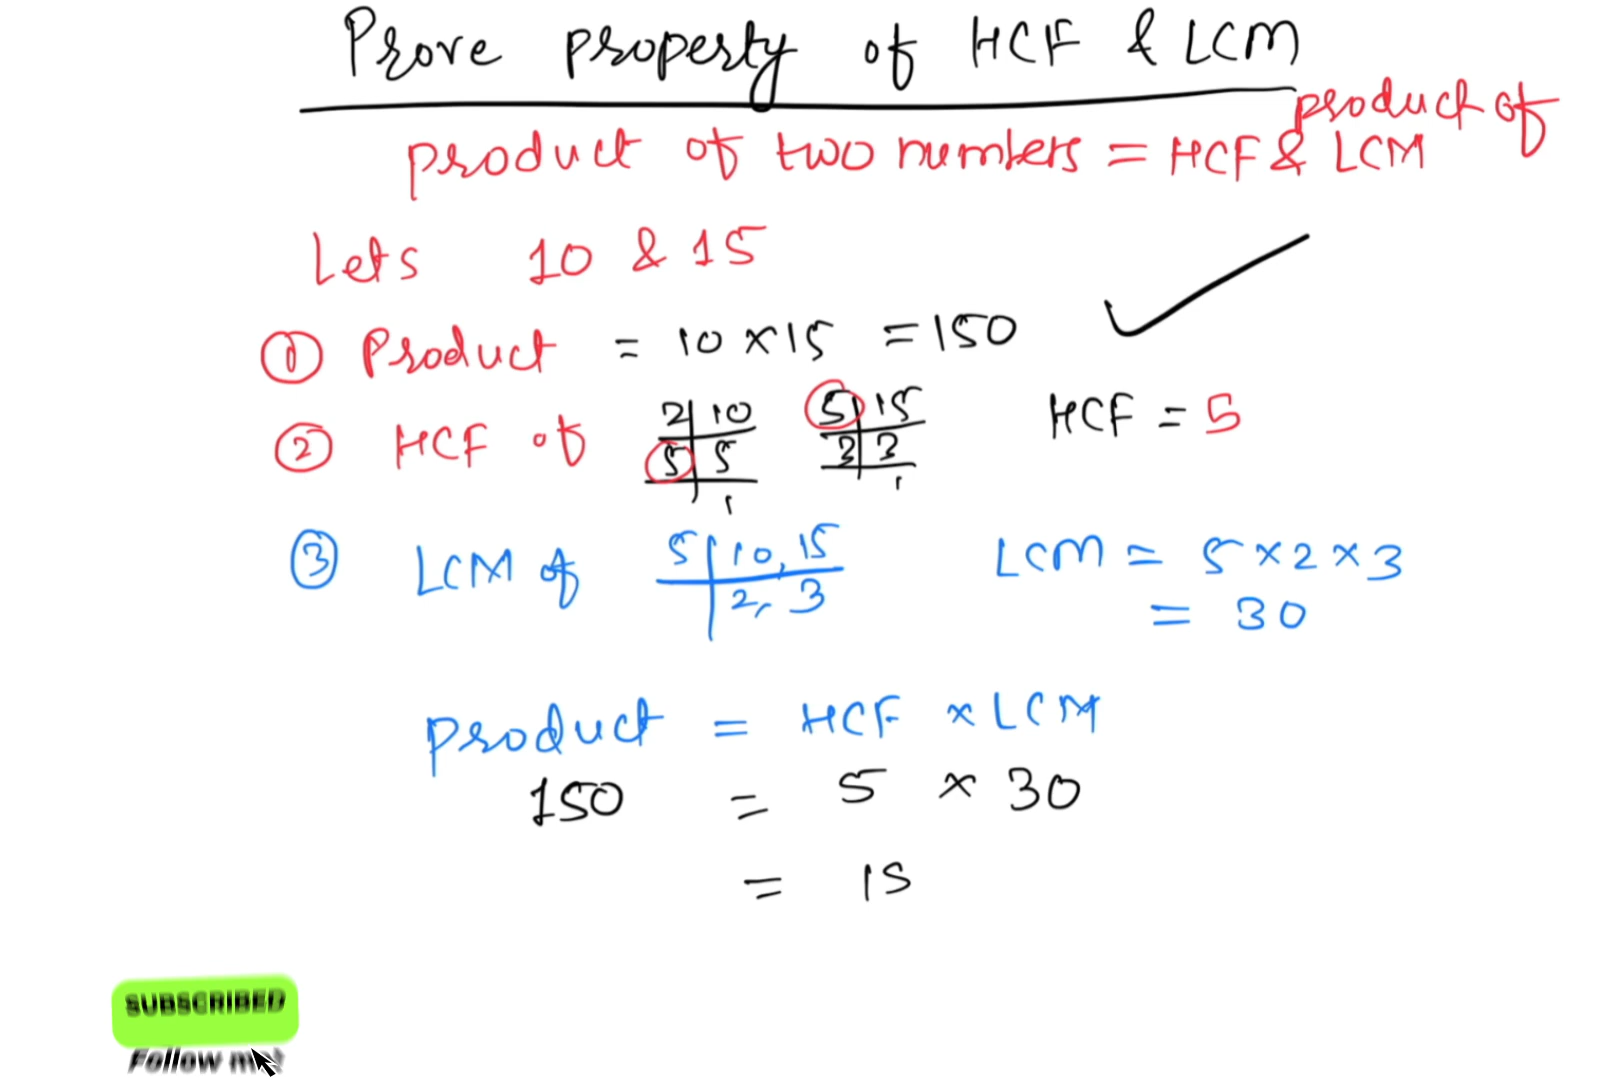 Prove property of HCF & LCM
product of
product of two numbers = HCF & LCM
Lets 10 & 15
① Product = 10 × 15 = 150
② HCF of 2|10 5|15 HCF = 5
5|5 3|3
1 1
③ LCM of 5|10, 15 LCM = 5 × 2 × 3
2, 3 = 30
Product = HCF × LCM
150 = 5 × 30
= 15
SUBSCRIBED
Follow me!